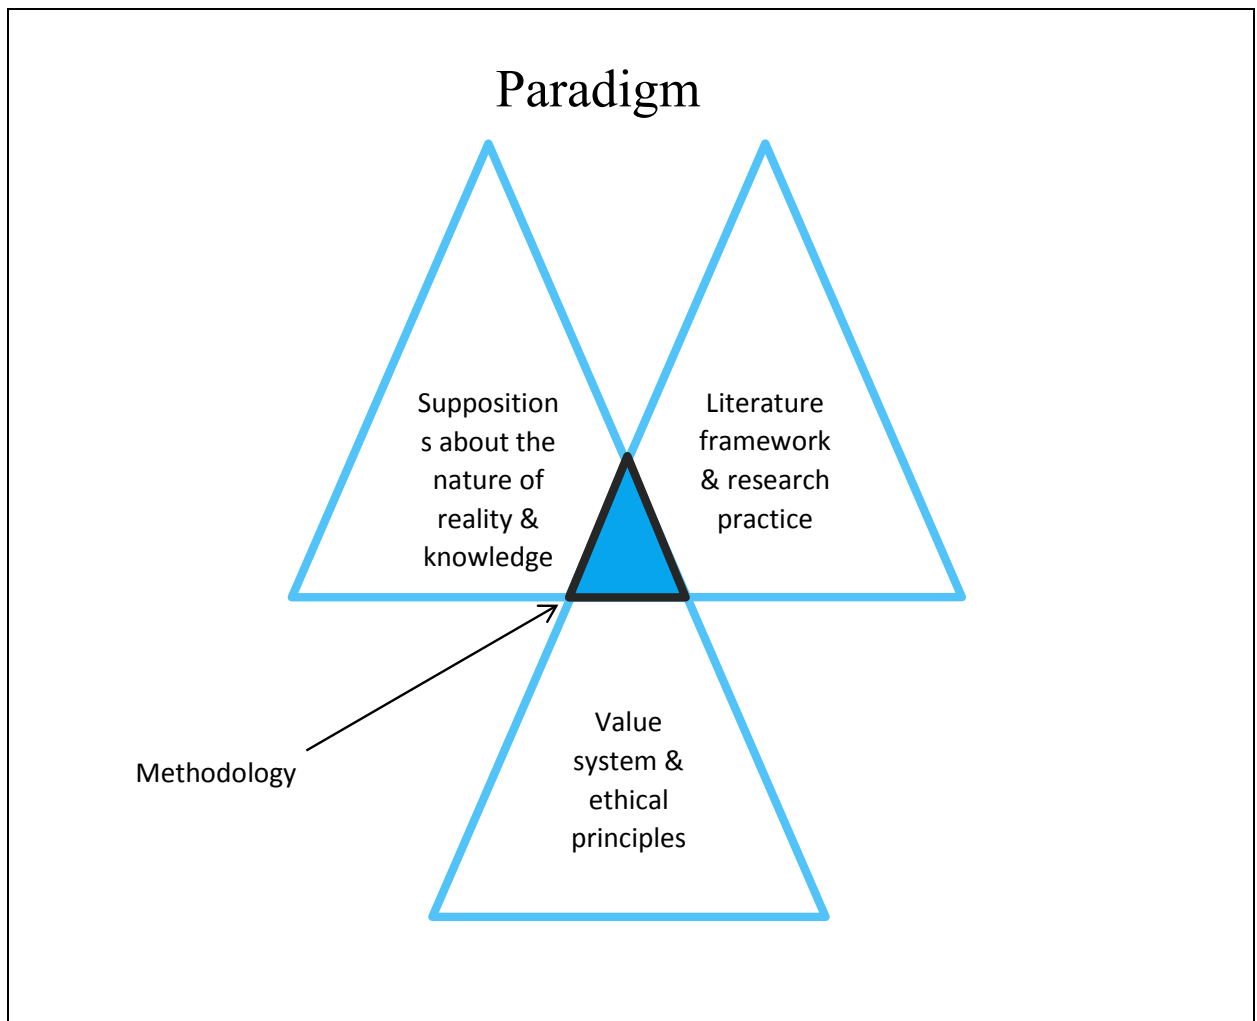 Paradigm
Supposition
s about the
nature of
reality &
knowledge
Literature
framework
& research
practice
Value
system &
ethical
principles
Methodology